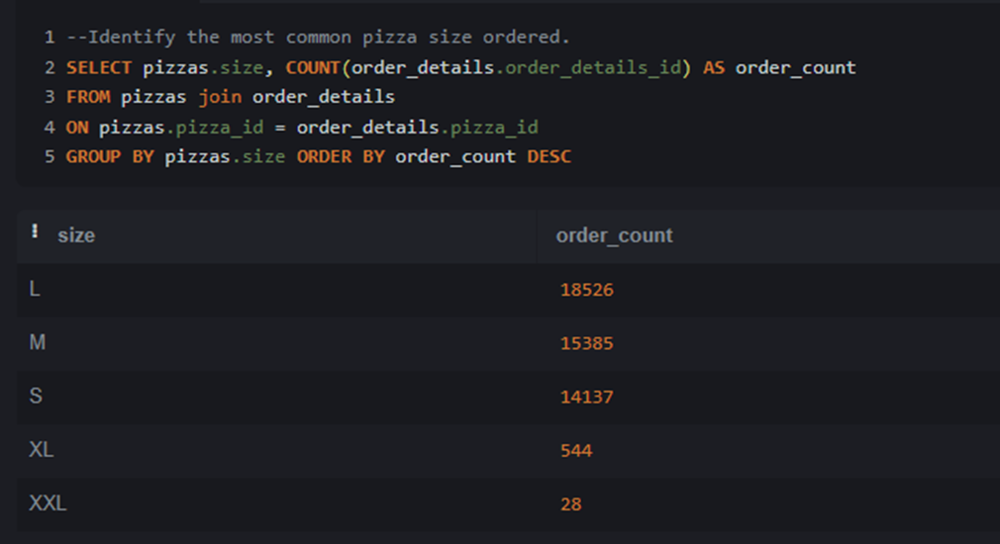 1 --Identify the most common pizza size ordered.
2 SELECT pizzas.size, COUNT(order_details.order_details_id) AS order_count
3 FROM pizzas join order_details
4 ON pizzas.pizza_id = order_details.pizza_id
5 GROUP BY pizzas.size ORDER BY order_count DESC
size order_count
L 18526
M 15385
S 14137
XL 544
XXL 28